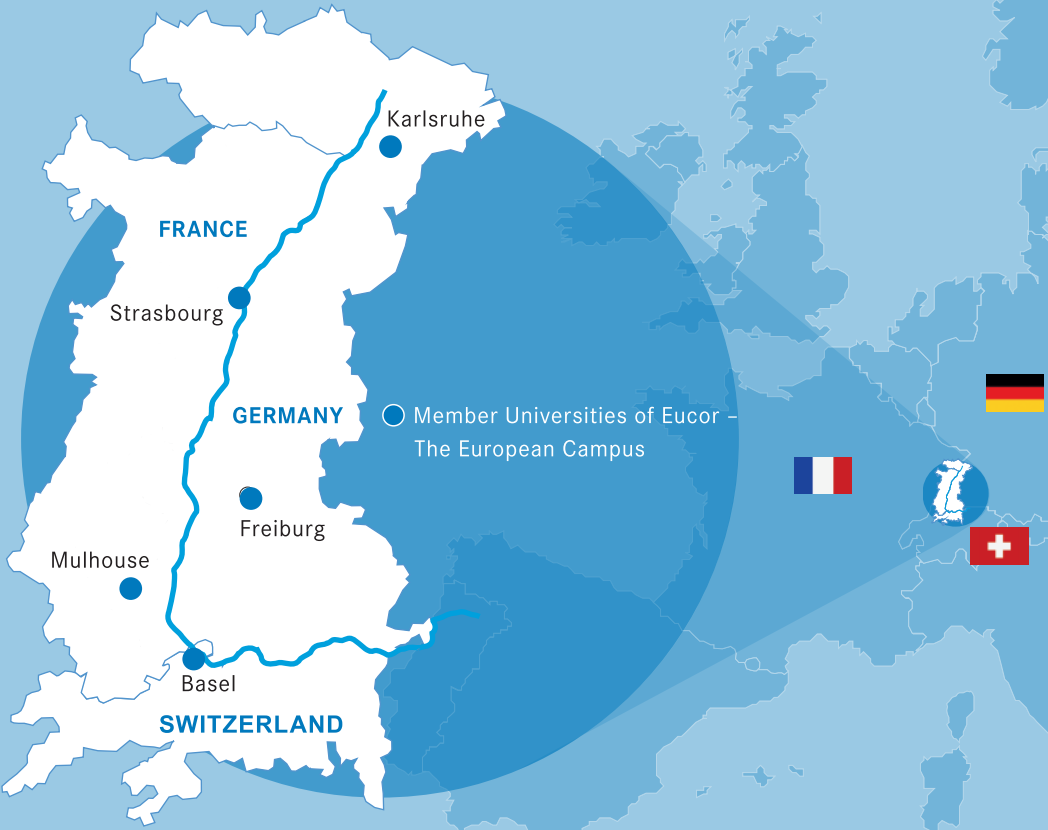 Karlsruhe
FRANCE
Strasbourg
GERMANY
Member Universities of Eucor –
The European Campus
Freiburg
Mulhouse
Basel
SWITZERLAND